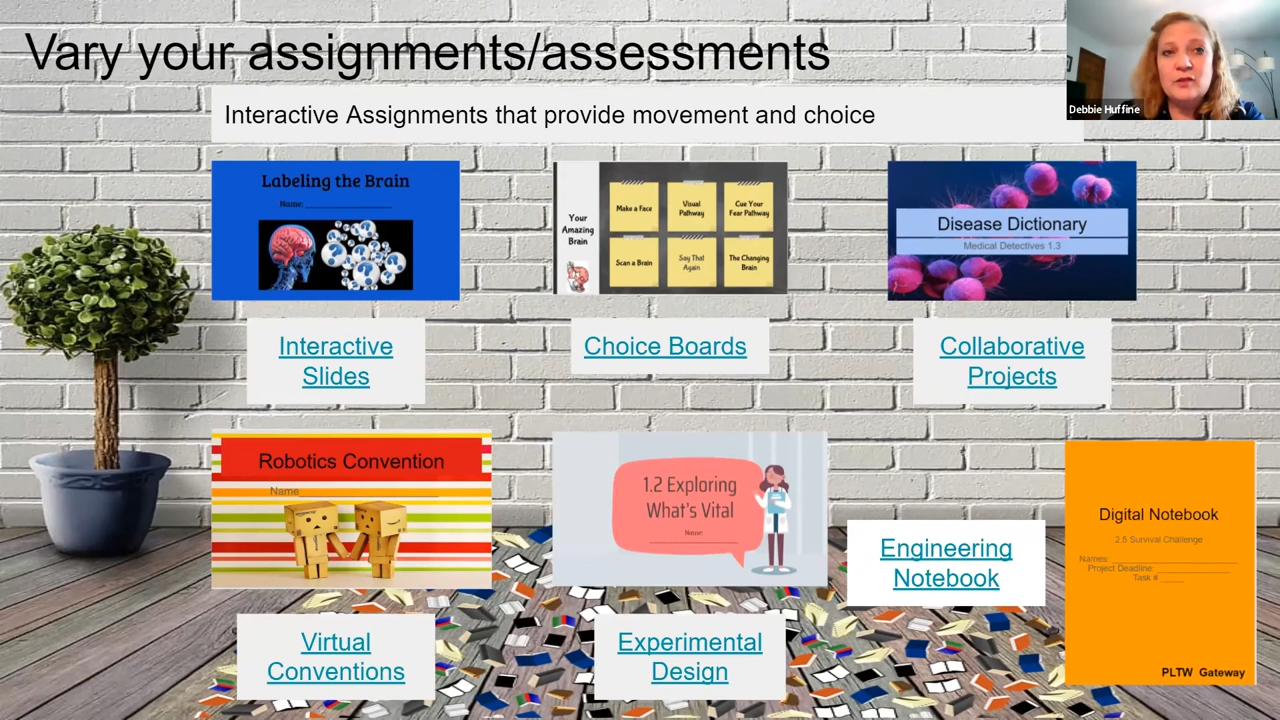 Vary your assignments/assessments
Debbie Huffine
Interactive Assignments that provide movement and choice
Labeling the Brain
Name:
Your
Amazing
Brain
Make a Face
Visual
Pathway
Cue Your
Fear Pathway
Scan a Brain
Say That
Again
The Changing
Brain
Disease Dictionary
Medical Detectives 1.3
Interactive
Slides
Choice Boards
Collaborative
Projects
Robotics Convention
Name
1.2 Exploring
What's Vital
Name:
Engineering
Notebook
Digital Notebook
2.5 Survival Challenge
Names:
Project Deadline:
Task #
PLTW Gateway
Virtual
Conventions
Experimental
Design